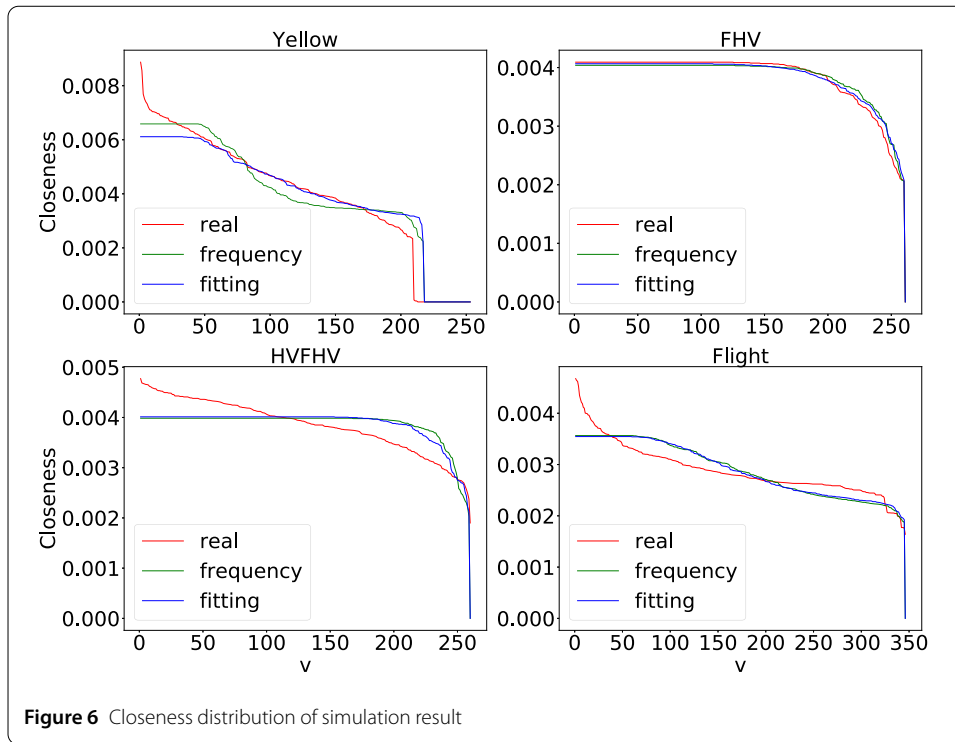 Yellow
Closeness
0.008
0.006
0.004
0.002
0.000
real
frequency
fitting
0 50 100 150 200 250
FHV
0.004
0.003
0.002
0.001
0.000
real
frequency
fitting
0 50 100 150 200 250
HVFHV
Closeness
0.005
0.004
0.003
0.002
0.001
0.000
real
frequency
fitting
0 50 100 150 200 250
v
Flight
0.004
0.003
0.002
0.001
0.000
real
frequency
fitting
0 50 100 150 200 250 300 350
v
Figure 6 Closeness distribution of simulation result